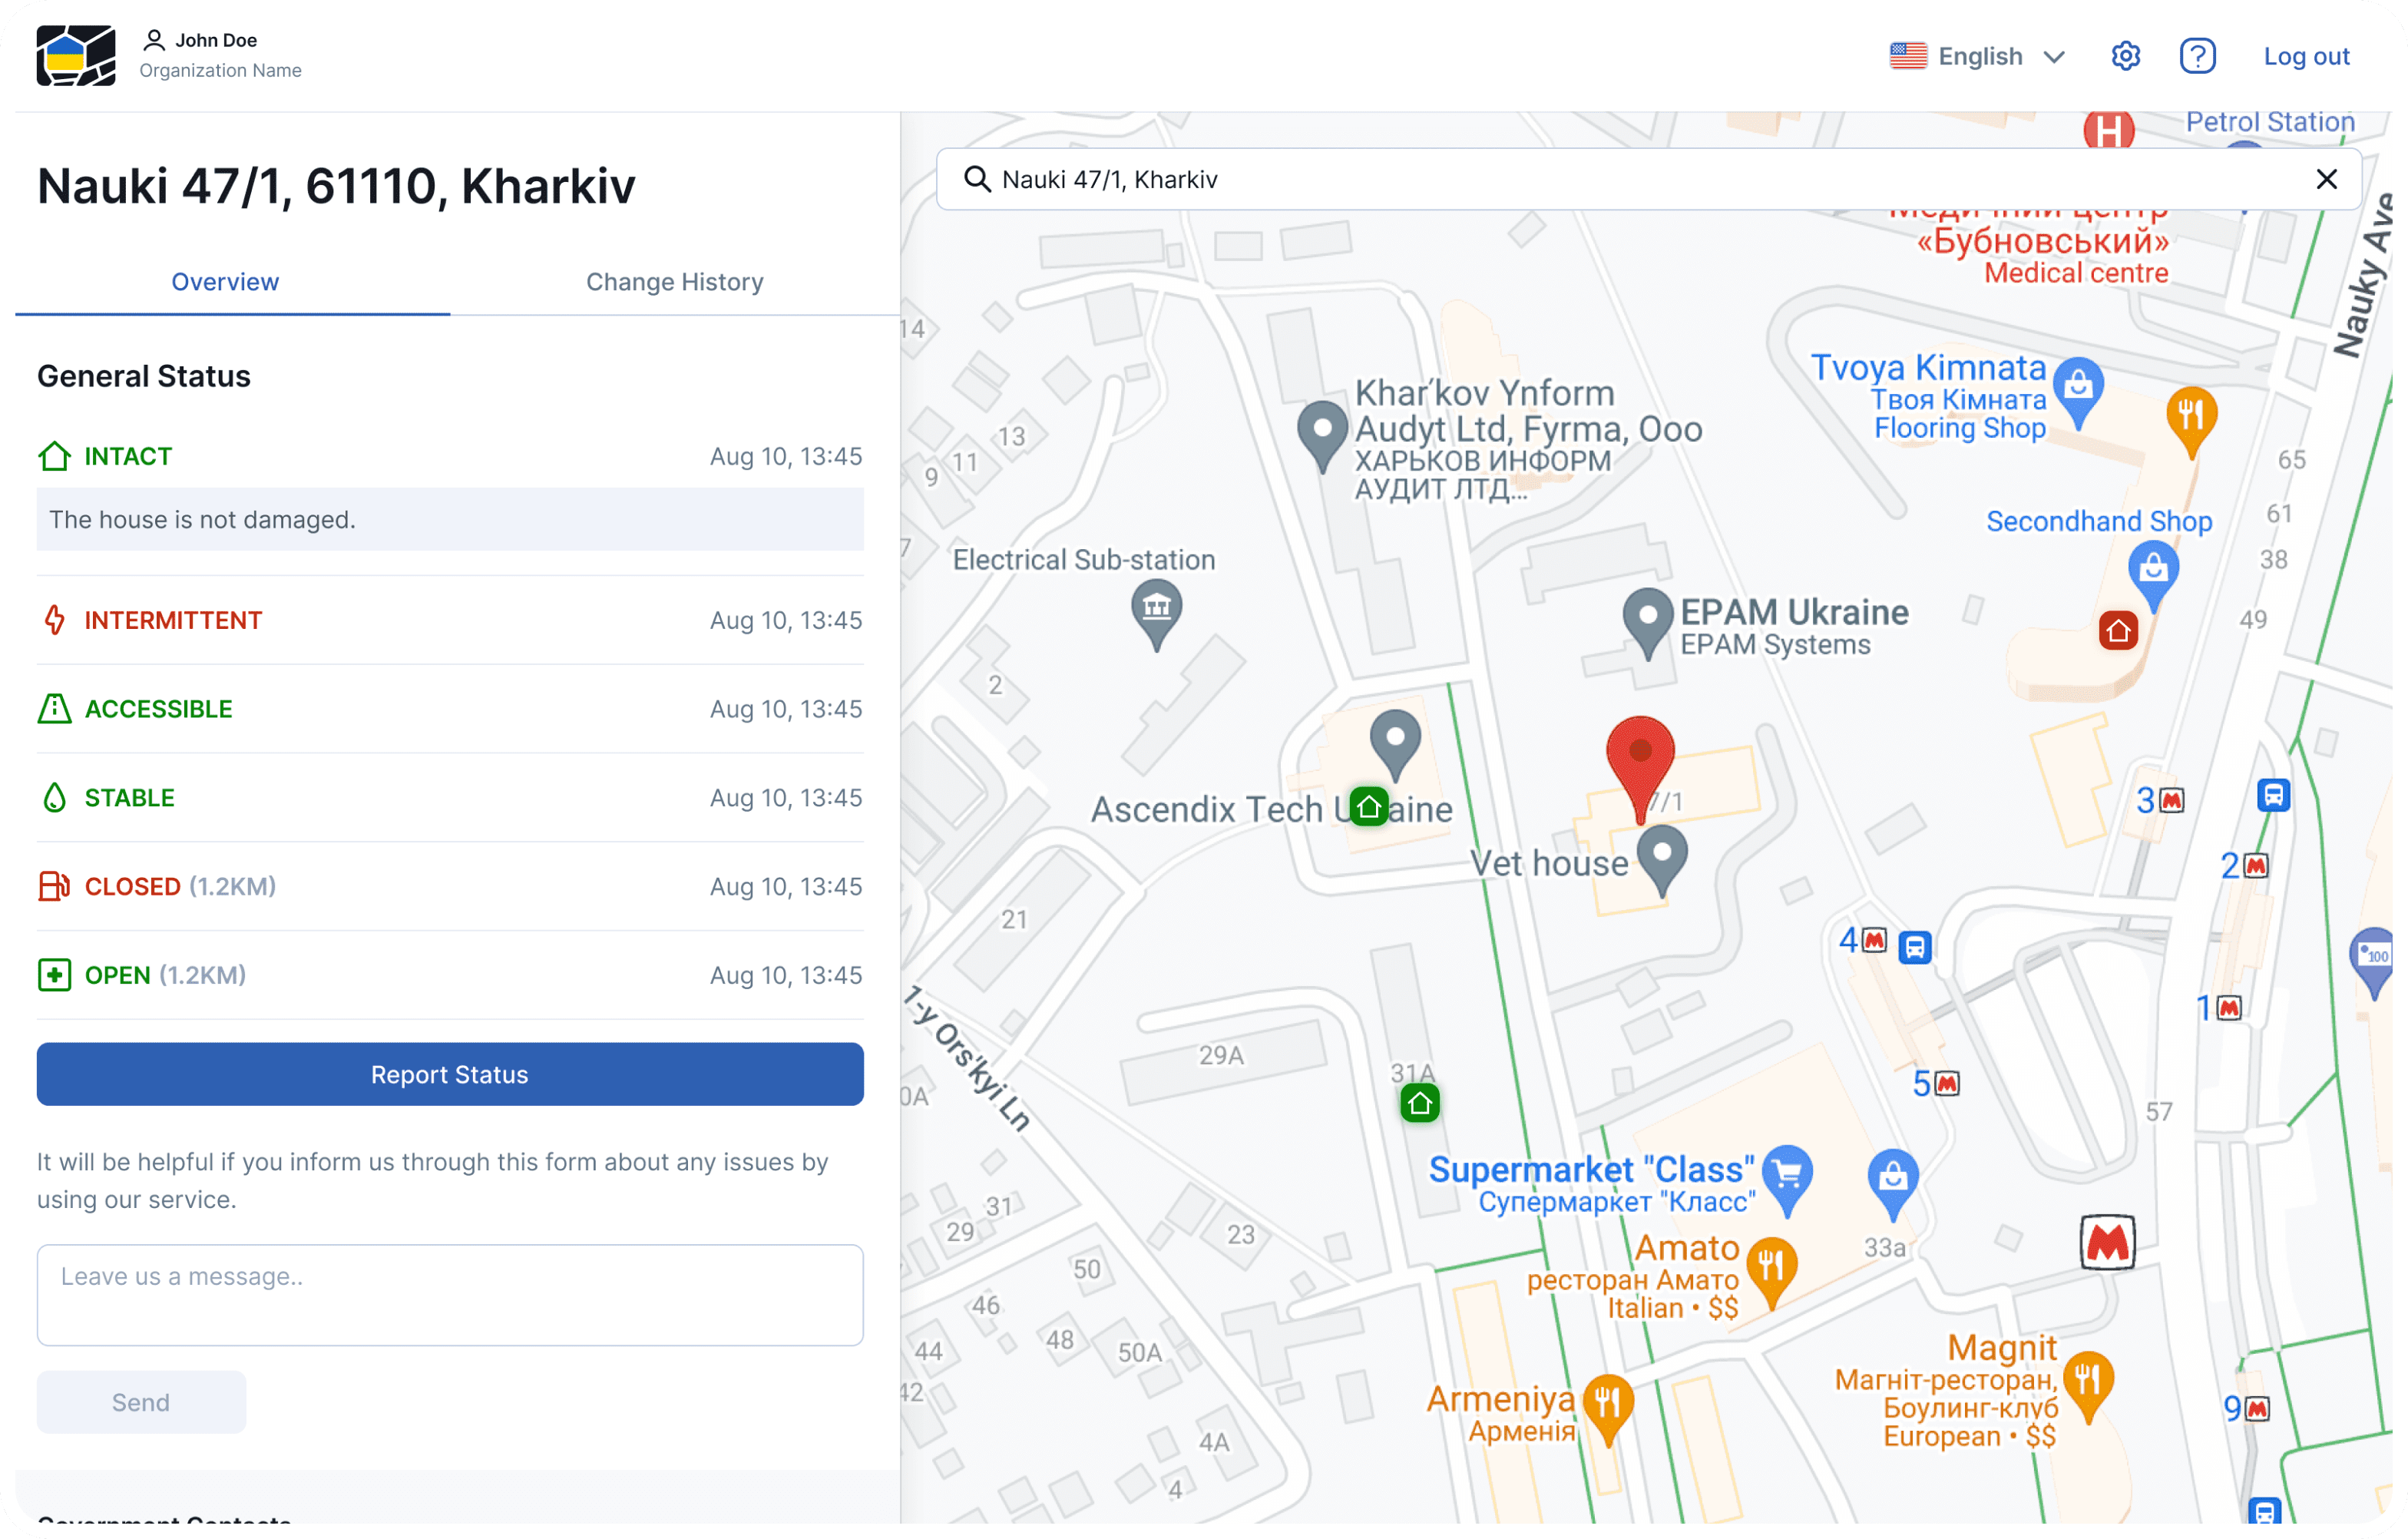 John Doe
Organization Name
English
Log out
Nauki 47/1, 61110, Kharkiv
Overview
Change History
General Status
INTACT
Aug 10, 13:45
The house is not damaged.
INTERMITTENT
Aug 10, 13:45
ACCESSIBLE
Aug 10, 13:45
STABLE
Aug 10, 13:45
CLOSED (1.2KM)
Aug 10, 13:45
OPEN (1.2KM)
Aug 10, 13:45
Report Status
It will be helpful if you inform us through this form about any issues by
using our service.
Leave us a message..
Send
Government Contacts
H
Petrol Station
Nauki 47/1, Kharkiv
Медичний центр
«Бубновський»
Medical centre
Nauky Ave
14
13
11
9
7
Khar'kov Ynform
Audyt Ltd, Fyrma, Ooo
ХАРЬКОВ ИНФОРМ
АУДИТ ЛТД...
Tvoya Kimnata
Твоя Кімната
Flooring Shop
65
Secondhand Shop
61
38
49
Electrical Sub-station
EPAM Ukraine
EPAM Systems
2
Ascendix Tech U aine
7/1
Vet house
3
2
4
1
5
57
100
21
1-y Ors'kyi Ln
29A
31A
0A
Supermarket "Class"
Супермаркет "Класс"
31
29
23
33a
Amato
ресторан Амато
Italian • $$
50
46
48
50A
44
42
Magnit
Магніт-ресторан,
Боулинг-клуб
European • $$
Armeniya
Арменія
9
4A
4